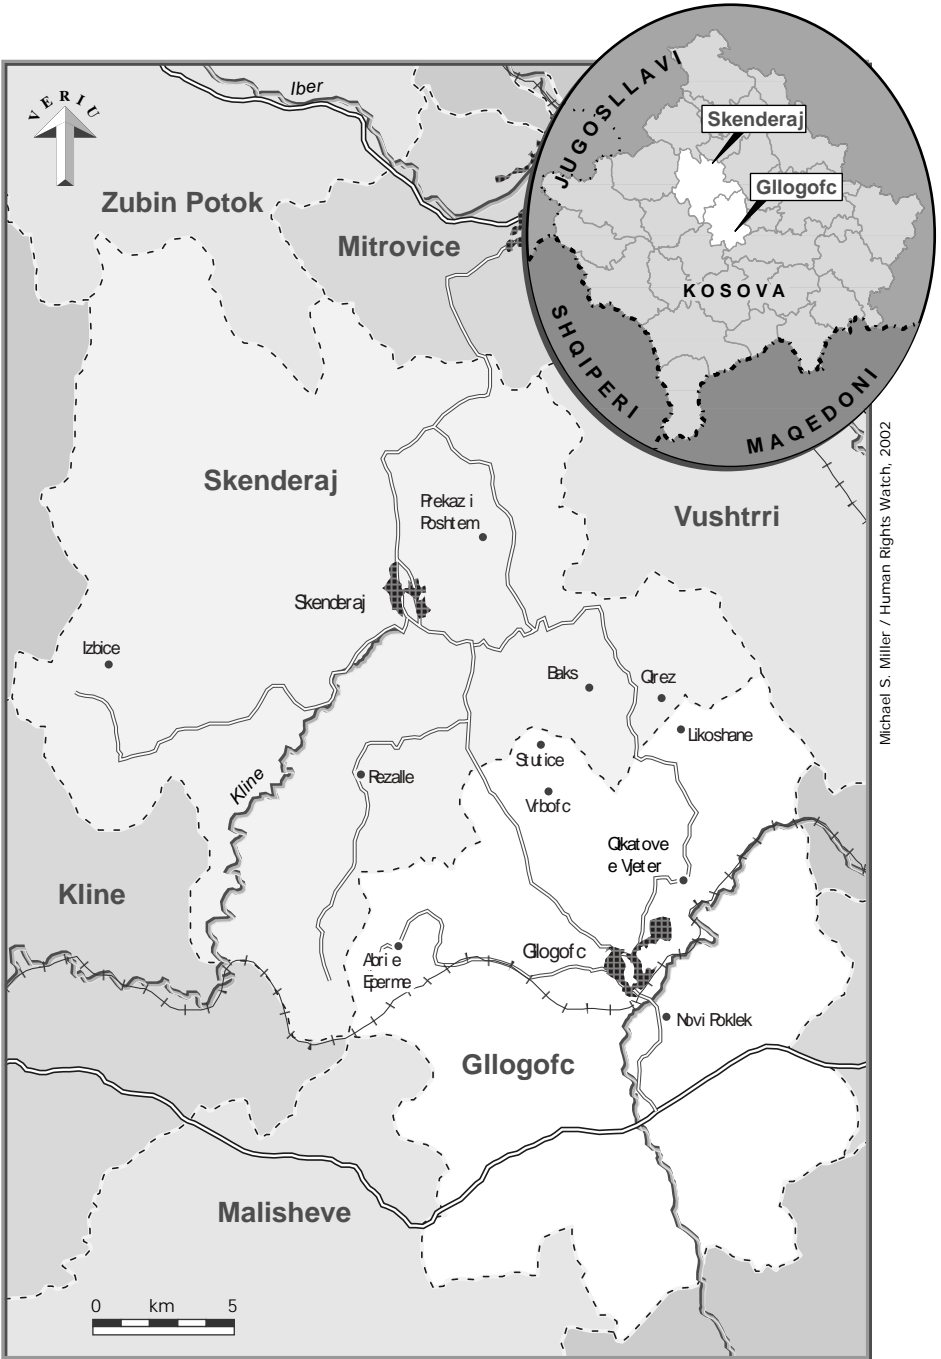 VERIU
Iber
Zubin Potok
Mitrovice
JUGOSLLAVI
Skenderaj
Gllogofc
KOSOVA
SHQIPERI
MAQEDONI
Skenderaj
Vushtrri
Prekaz i
Poshtem
Skenderaj
Izbice
Baks
Qirez
Likoshane
Stutice
Kline
Rezalle
Vrbofc
Qikatove
e Vjeter
Kline
Abri e
Eperme
Gllogofc
Novi Poklek
Gllogofc
Malisheve
0 km 5
Michael S. Miller / Human Rights Watch, 2002